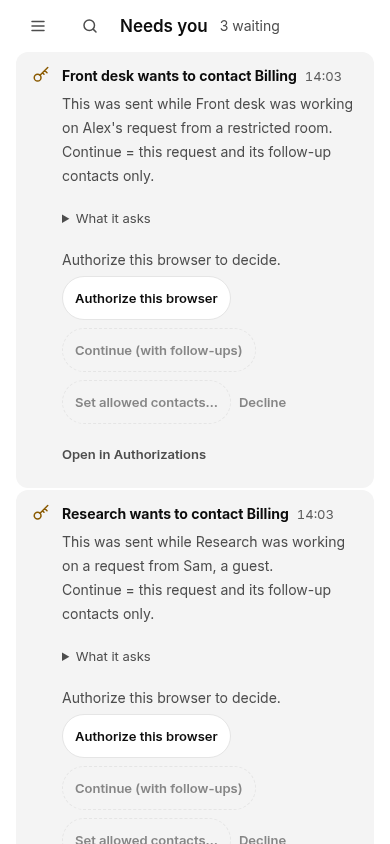 Needs you 3 waiting
Front desk wants to contact Billing 14:03
This was sent while Front desk was working
on Alex's request from a restricted room.
Continue = this request and its follow-up
contacts only.
What it asks
Authorize this browser to decide.
Authorize this browser
Continue (with follow-ups)
Set allowed contacts... Decline
Open in Authorizations
Research wants to contact Billing 14:03
This was sent while Research was working
on a request from Sam, a guest.
Continue = this request and its follow-up
contacts only.
What it asks
Authorize this browser to decide.
Authorize this browser
Continue (with follow-ups)
Set allowed contacts... Decline